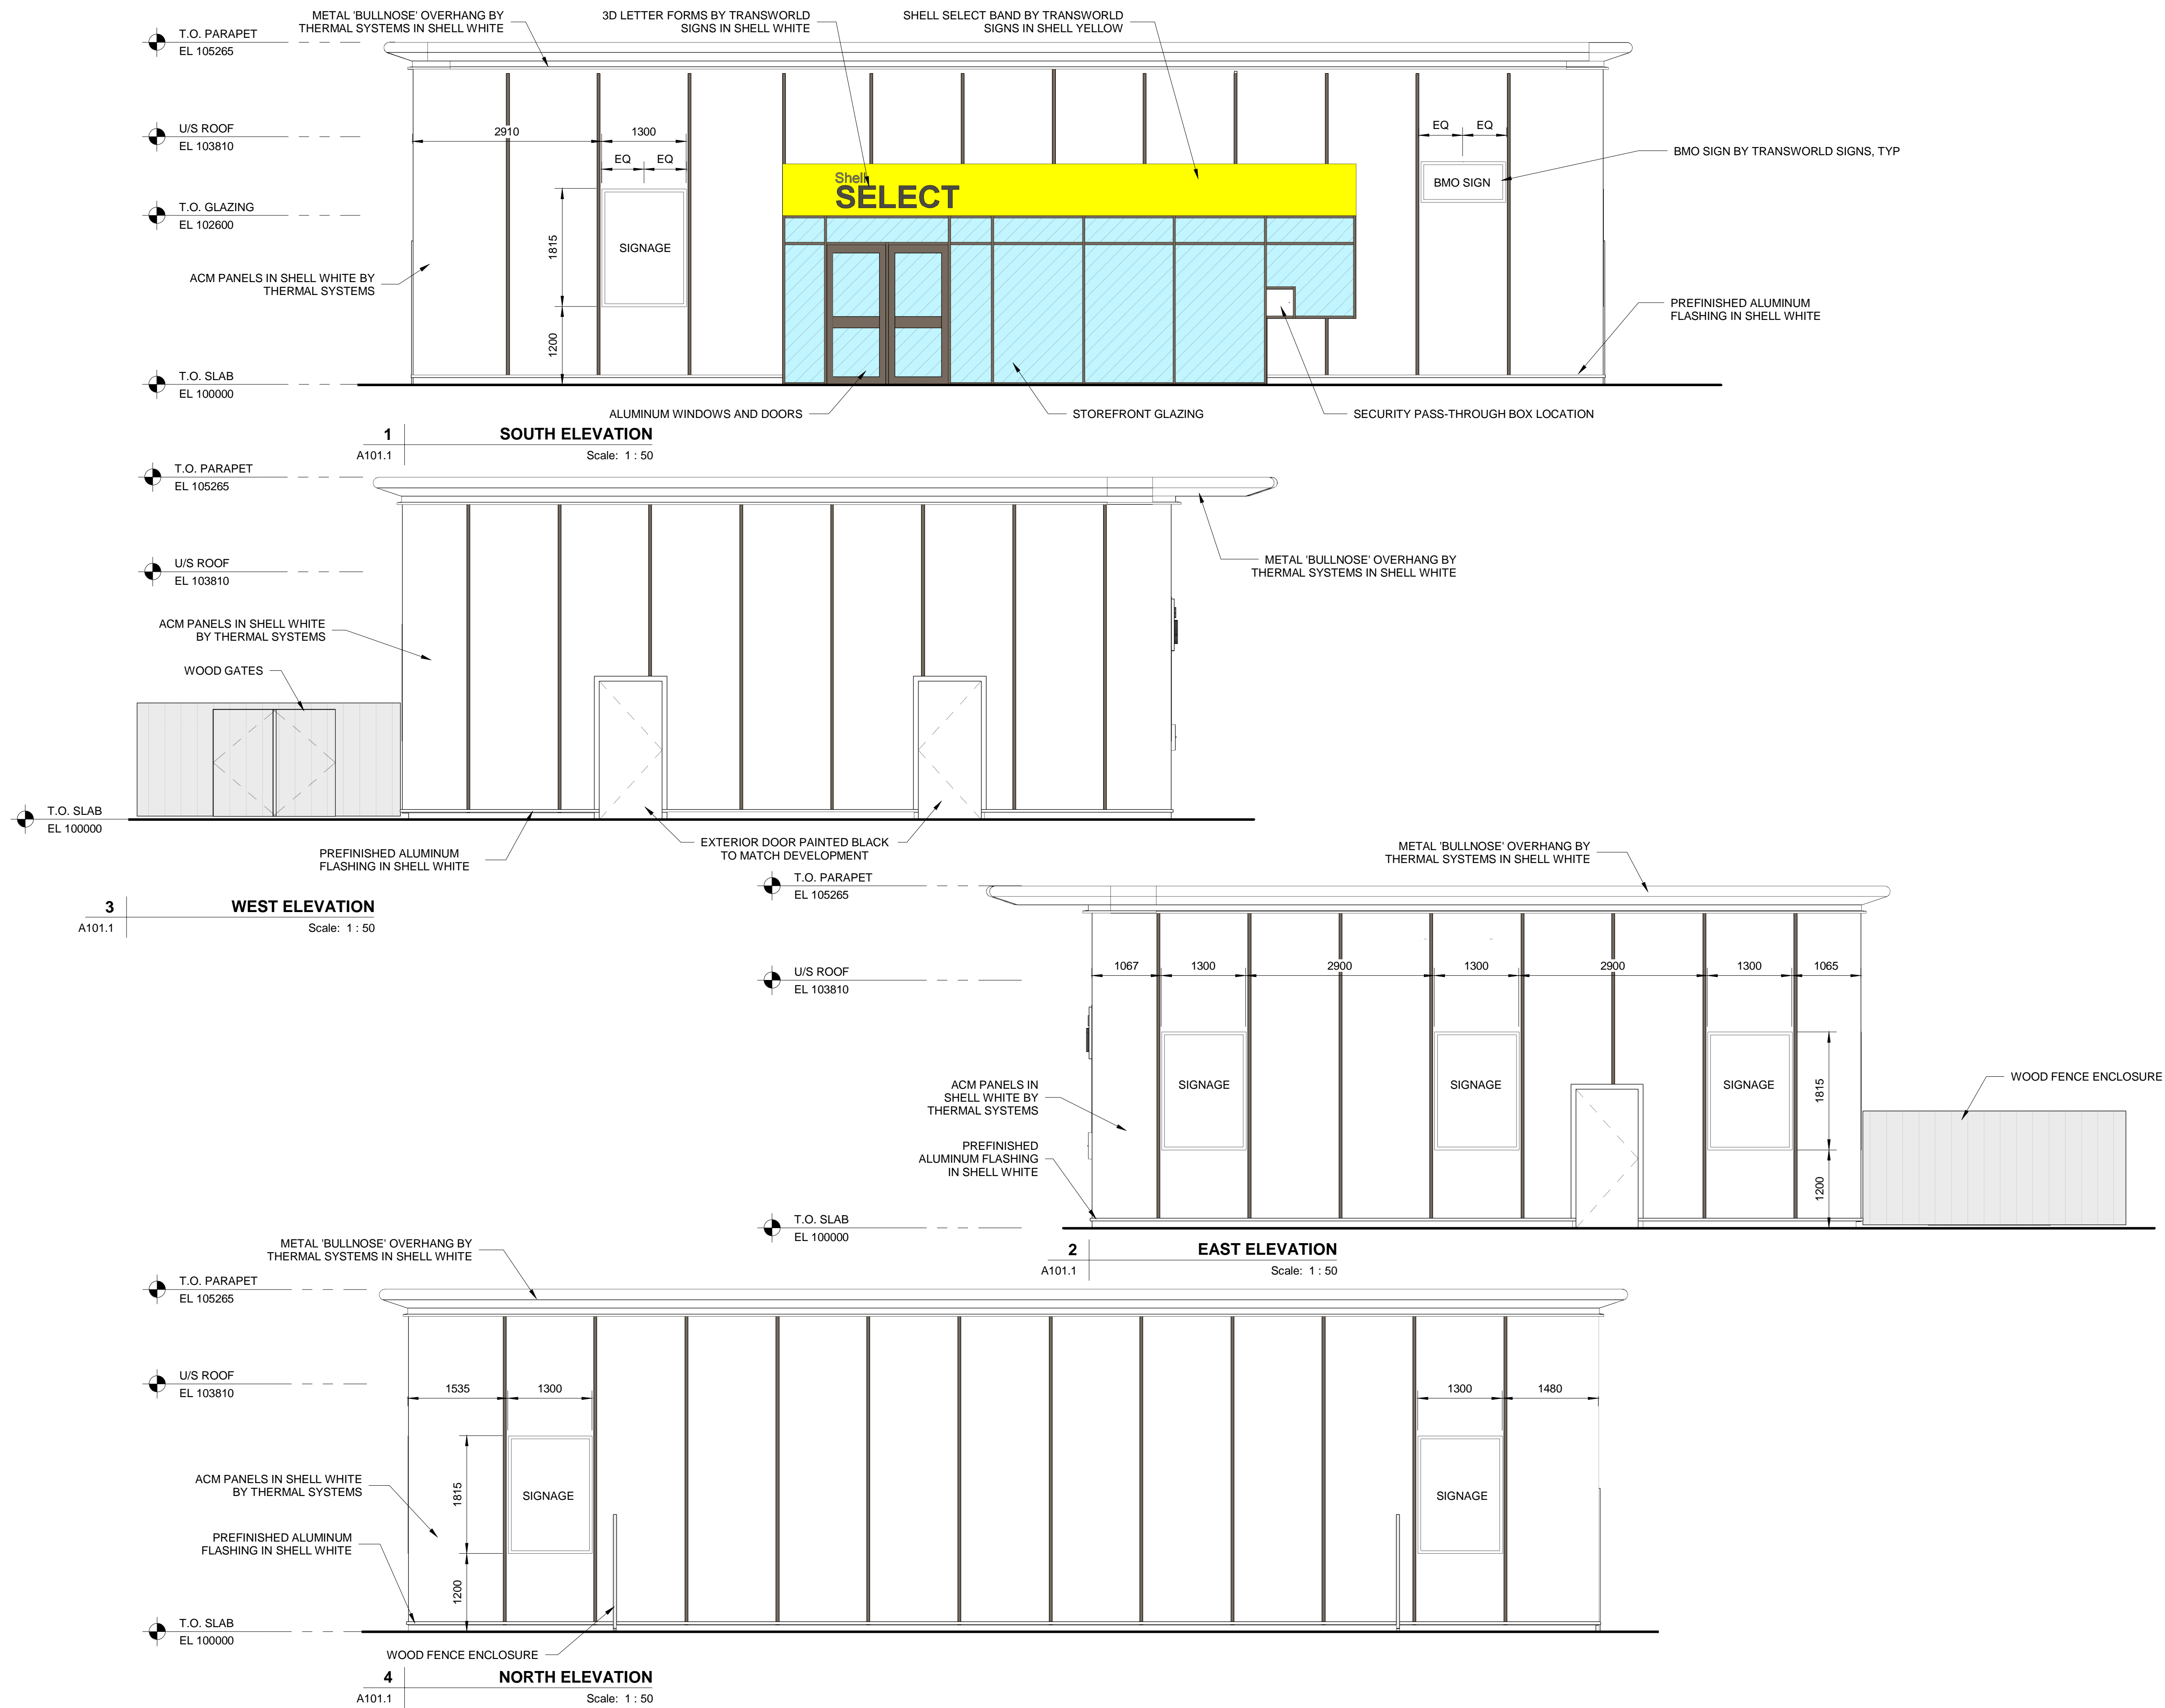 METAL 'BULLNOSE' OVERHANG BY
THERMAL SYSTEMS IN SHELL WHITE
3D LETTER FORMS BY TRANSWORLD
SIGNS IN SHELL WHITE
SHELL SELECT BAND BY TRANSWORLD
SIGNS IN SHELL YELLOW
T.O. PARAPET
EL 105265
U/S ROOF
EL 103810
2910
1300
EQ
EQ
EQ
EQ
BMO SIGN BY TRANSWORLD SIGNS, TYP
BMO SIGN
Shell
SELECT
T.O. GLAZING
EL 102600
1815
SIGNAGE
ACM PANELS IN SHELL WHITE BY
THERMAL SYSTEMS
PREFINISHED ALUMINUM
FLASHING IN SHELL WHITE
1200
T.O. SLAB
EL 100000
ALUMINUM WINDOWS AND DOORS
STOREFRONT GLAZING
SECURITY PASS-THROUGH BOX LOCATION
1
SOUTH ELEVATION
A101.1
Scale: 1 : 50
T.O. PARAPET
EL 105265
U/S ROOF
EL 103810
METAL 'BULLNOSE' OVERHANG BY
THERMAL SYSTEMS IN SHELL WHITE
ACM PANELS IN SHELL WHITE
BY THERMAL SYSTEMS
WOOD GATES
T.O. SLAB
EL 100000
EXTERIOR DOOR PAINTED BLACK
TO MATCH DEVELOPMENT
PREFINISHED ALUMINUM
FLASHING IN SHELL WHITE
3
WEST ELEVATION
A101.1
Scale: 1 : 50
METAL 'BULLNOSE' OVERHANG BY
THERMAL SYSTEMS IN SHELL WHITE
T.O. PARAPET
EL 105265
U/S ROOF
EL 103810
1067
1300
2900
1300
2900
1300
1065
SIGNAGE
SIGNAGE
SIGNAGE
1815
WOOD FENCE ENCLOSURE
ACM PANELS IN
SHELL WHITE BY
THERMAL SYSTEMS
PREFINISHED
ALUMINUM FLASHING
IN SHELL WHITE
1200
T.O. SLAB
EL 100000
2
EAST ELEVATION
A101.1
Scale: 1 : 50
METAL 'BULLNOSE' OVERHANG BY
THERMAL SYSTEMS IN SHELL WHITE
T.O. PARAPET
EL 105265
U/S ROOF
EL 103810
1535
1300
1300
1480
ACM PANELS IN SHELL WHITE
BY THERMAL SYSTEMS
1815
SIGNAGE
SIGNAGE
PREFINISHED ALUMINUM
FLASHING IN SHELL WHITE
1200
T.O. SLAB
EL 100000
WOOD FENCE ENCLOSURE
4
NORTH ELEVATION
A101.1
Scale: 1 : 50